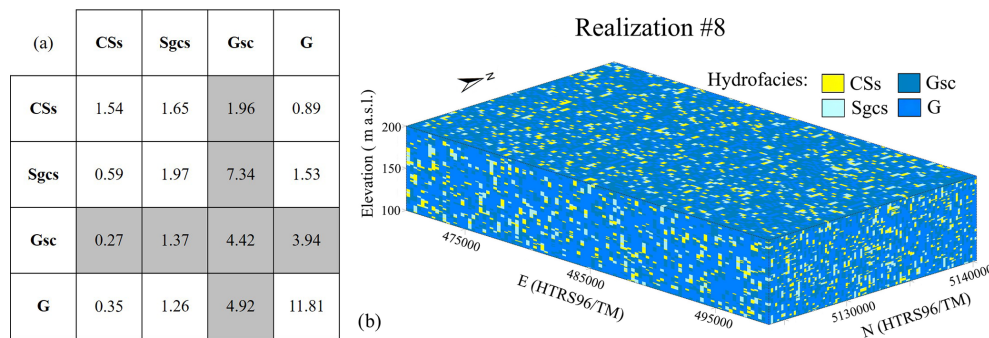 (a) CSs Sgcs Gsc G
CSs 1.54 1.65 1.96 0.89
Sgcs 0.59 1.97 7.34 1.53
Gsc 0.27 1.37 4.42 3.94
G 0.35 1.26 4.92 11.81
Realization #8
Hydrofacies: CSs Gsc
Sgcs G
N
Elevation ( m a.s.l.)
200
150
100
475000
485000
495000
E (HTRS96/TM)
5130000
5140000
N (HTRS96/TM)
(b)